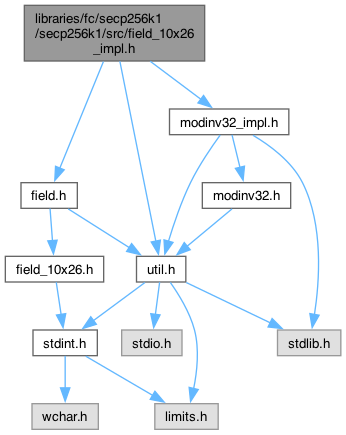 libraries/fc/secp256k1
/secp256k1/src/field_10x26
_impl.h
modinv32_impl.h
field.h
modinv32.h
field_10x26.h
util.h
stdint.h
stdio.h
stdlib.h
wchar.h
limits.h